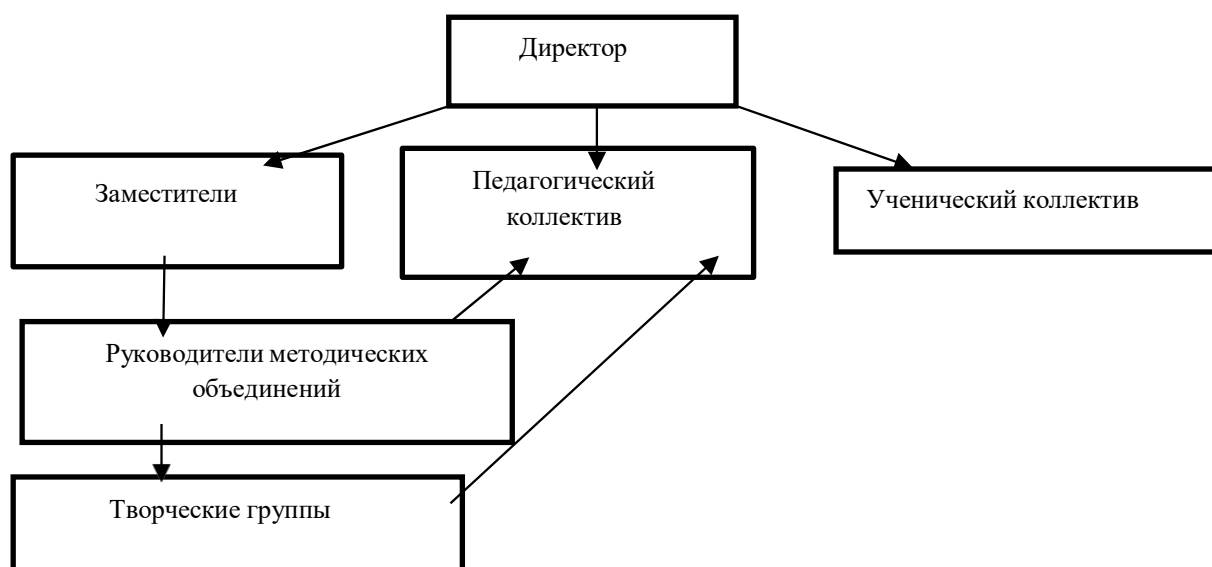 Директор
Заместители
Педагогический
коллектив
Ученический коллектив
Руководители методических
объединений
Творческие группы